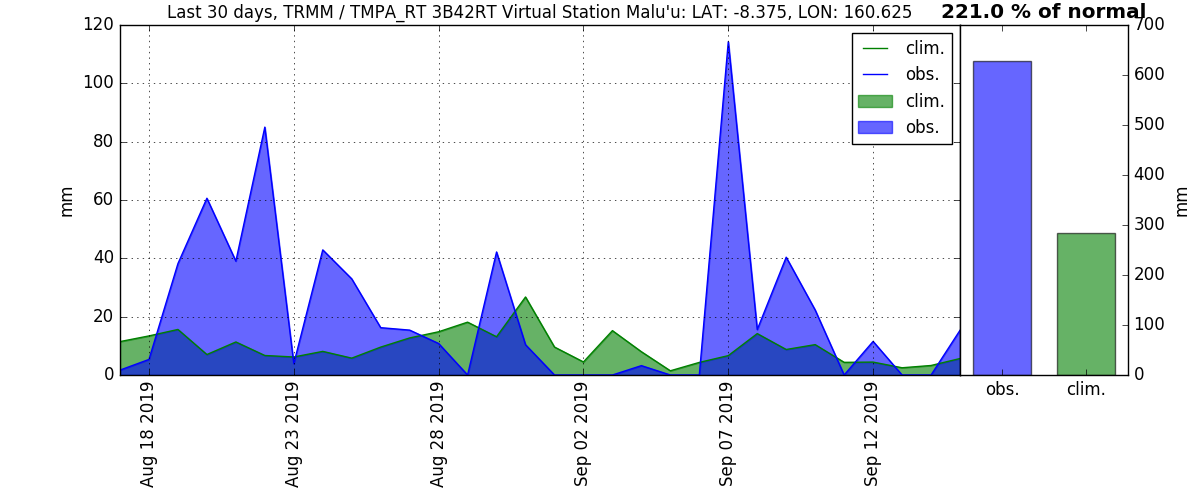 Last 30 days, TRMM / TMPA_RT 3B42RT Virtual Station Malu'u: LAT: -8.375, LON: 160.625
221.0 % of normal
120
100
80
60
40
20
0
mm
clim.
obs.
clim.
obs.
Aug 18 2019
Aug 23 2019
Aug 28 2019
Sep 02 2019
Sep 07 2019
Sep 12 2019
700
600
500
400
300
200
100
0
mm
obs.
clim.